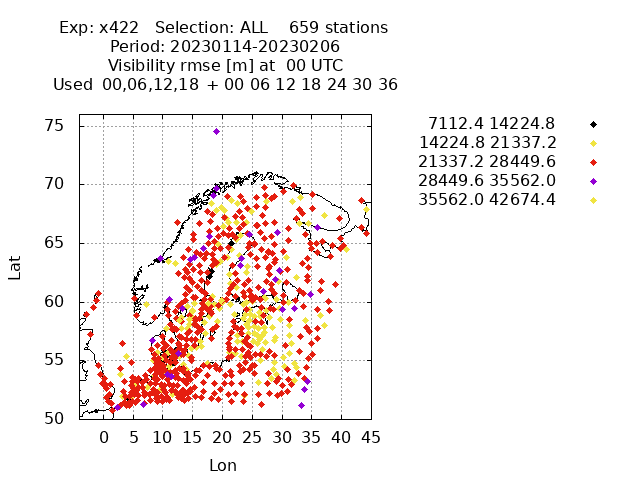 Exp: x422 Selection: ALL 659 stations
Period: 20230114-20230206
Visibility rmse [m] at 00 UTC
Used 00,06,12,18 + 00 06 12 18 24 30 36
7112.4 14224.8
14224.8 21337.2
21337.2 28449.6
28449.6 35562.0
35562.0 42674.4
75
70
65
60
55
50
Lat
0 5 10 15 20 25 30 35 40 45
Lon